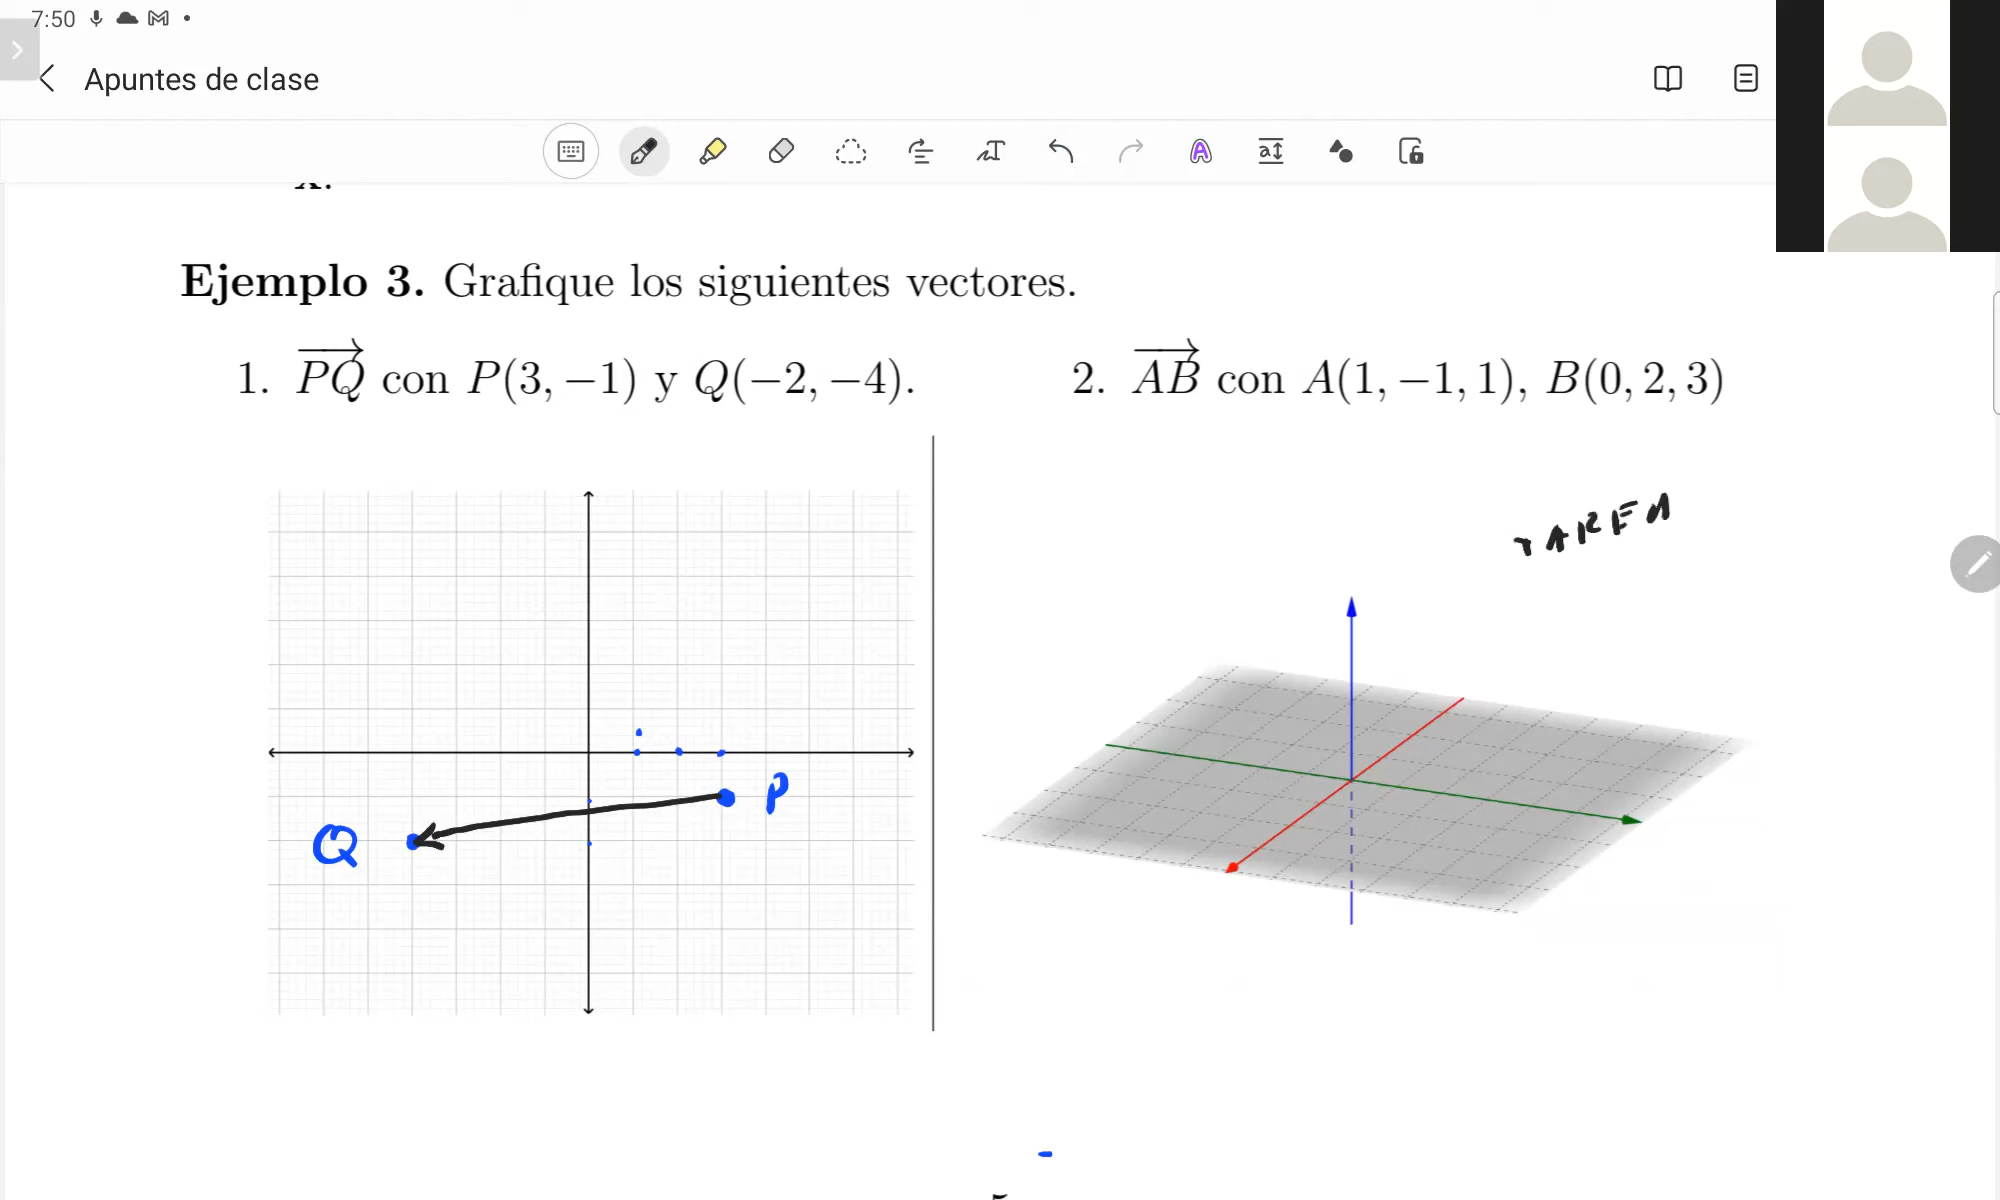 7:50
Apuntes de clase
x.
Ejemplo 3. Grafique los siguientes vectores.
1. $\overrightarrow{PQ}$ con P(3, −1) y Q(−2, −4).
2. $\overrightarrow{AB}$ con A(1, −1, 1), B(0, 2, 3)
TAREA
P
Q